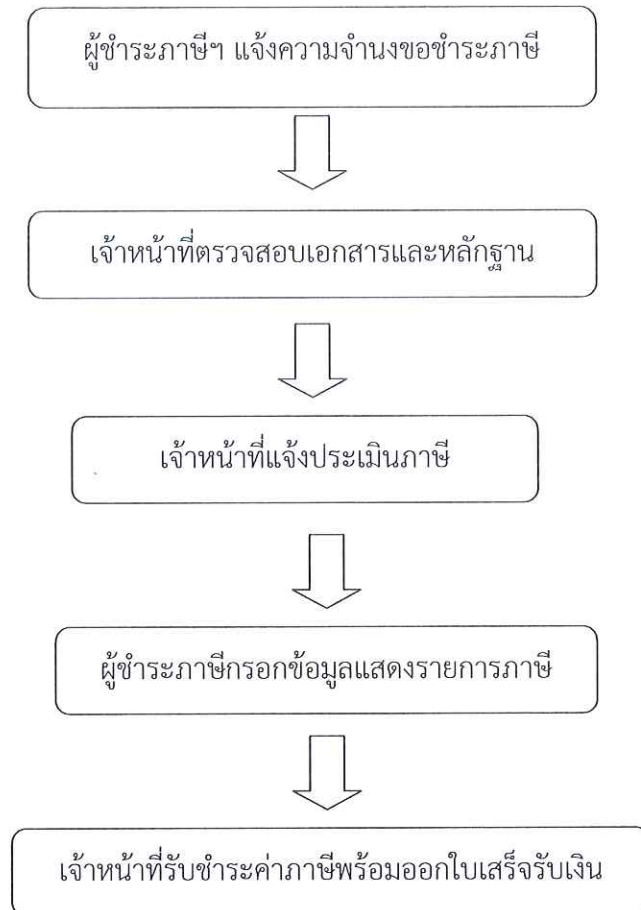 ผู้ชำระภาษีฯ แจ้งความจำนงขอชำระภาษี
เจ้าหน้าที่ตรวจสอบเอกสารและหลักฐาน
เจ้าหน้าที่แจ้งประเมินภาษี
ผู้ชำระภาษีกรอกข้อมูลแสดงรายการภาษี
เจ้าหน้าที่รับชำระค่าภาษีพร้อมออกใบเสร็จรับเงิน